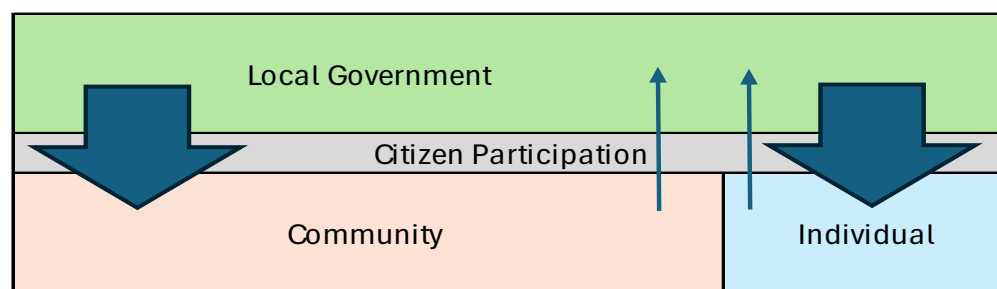 Local Government
Citizen Participation
Community
Individual